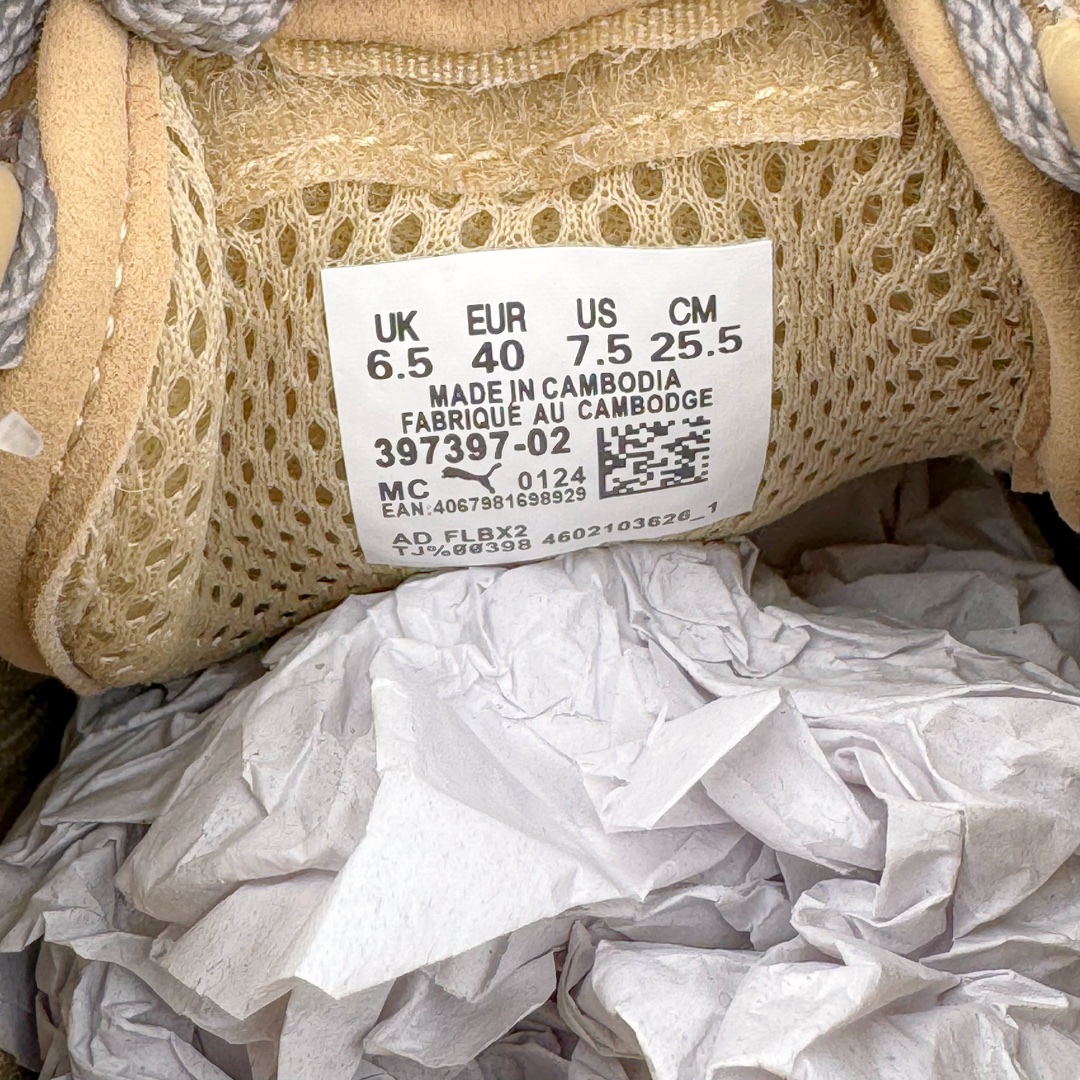 UK EUR US CM
6.5 40 7.5 25.5
MADE IN CAMBODIA
FABRIQUÉ AU CAMBODGE
397397-02
MC 0124
EAN:4067981698929
AD FLBX2
TJ%00398 4602103626_1